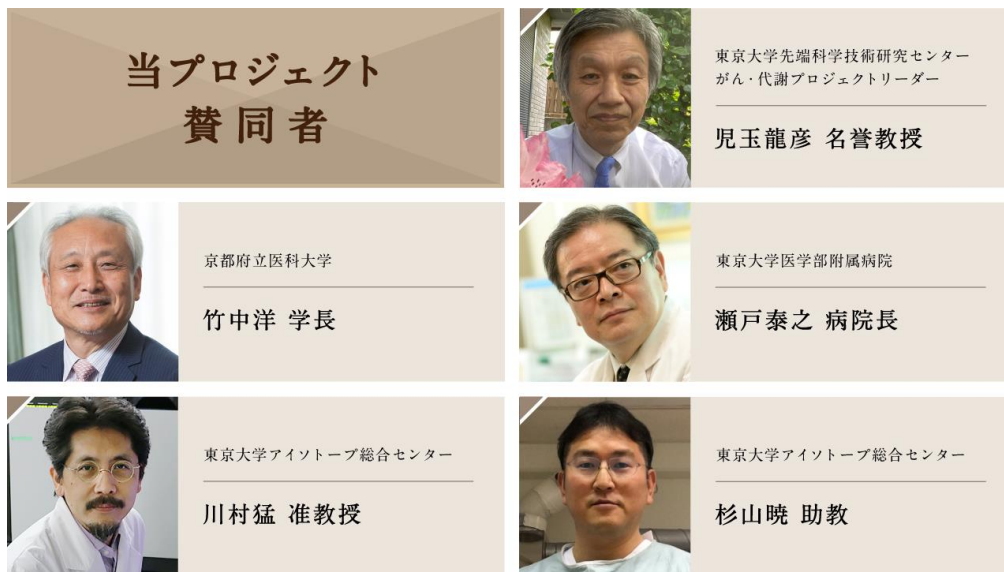 当プロジェクト
賛同者
東京大学先端科学技術研究センター
がん・代謝プロジェクトリーダー
児玉龍彦 名誉教授
京都府立医科大学
竹中洋 学長
東京大学医学部附属病院
瀬戸泰之 病院長
東京大学アイソトープ総合センター
川村猛 准教授
東京大学アイソトープ総合センター
杉山暁 助教